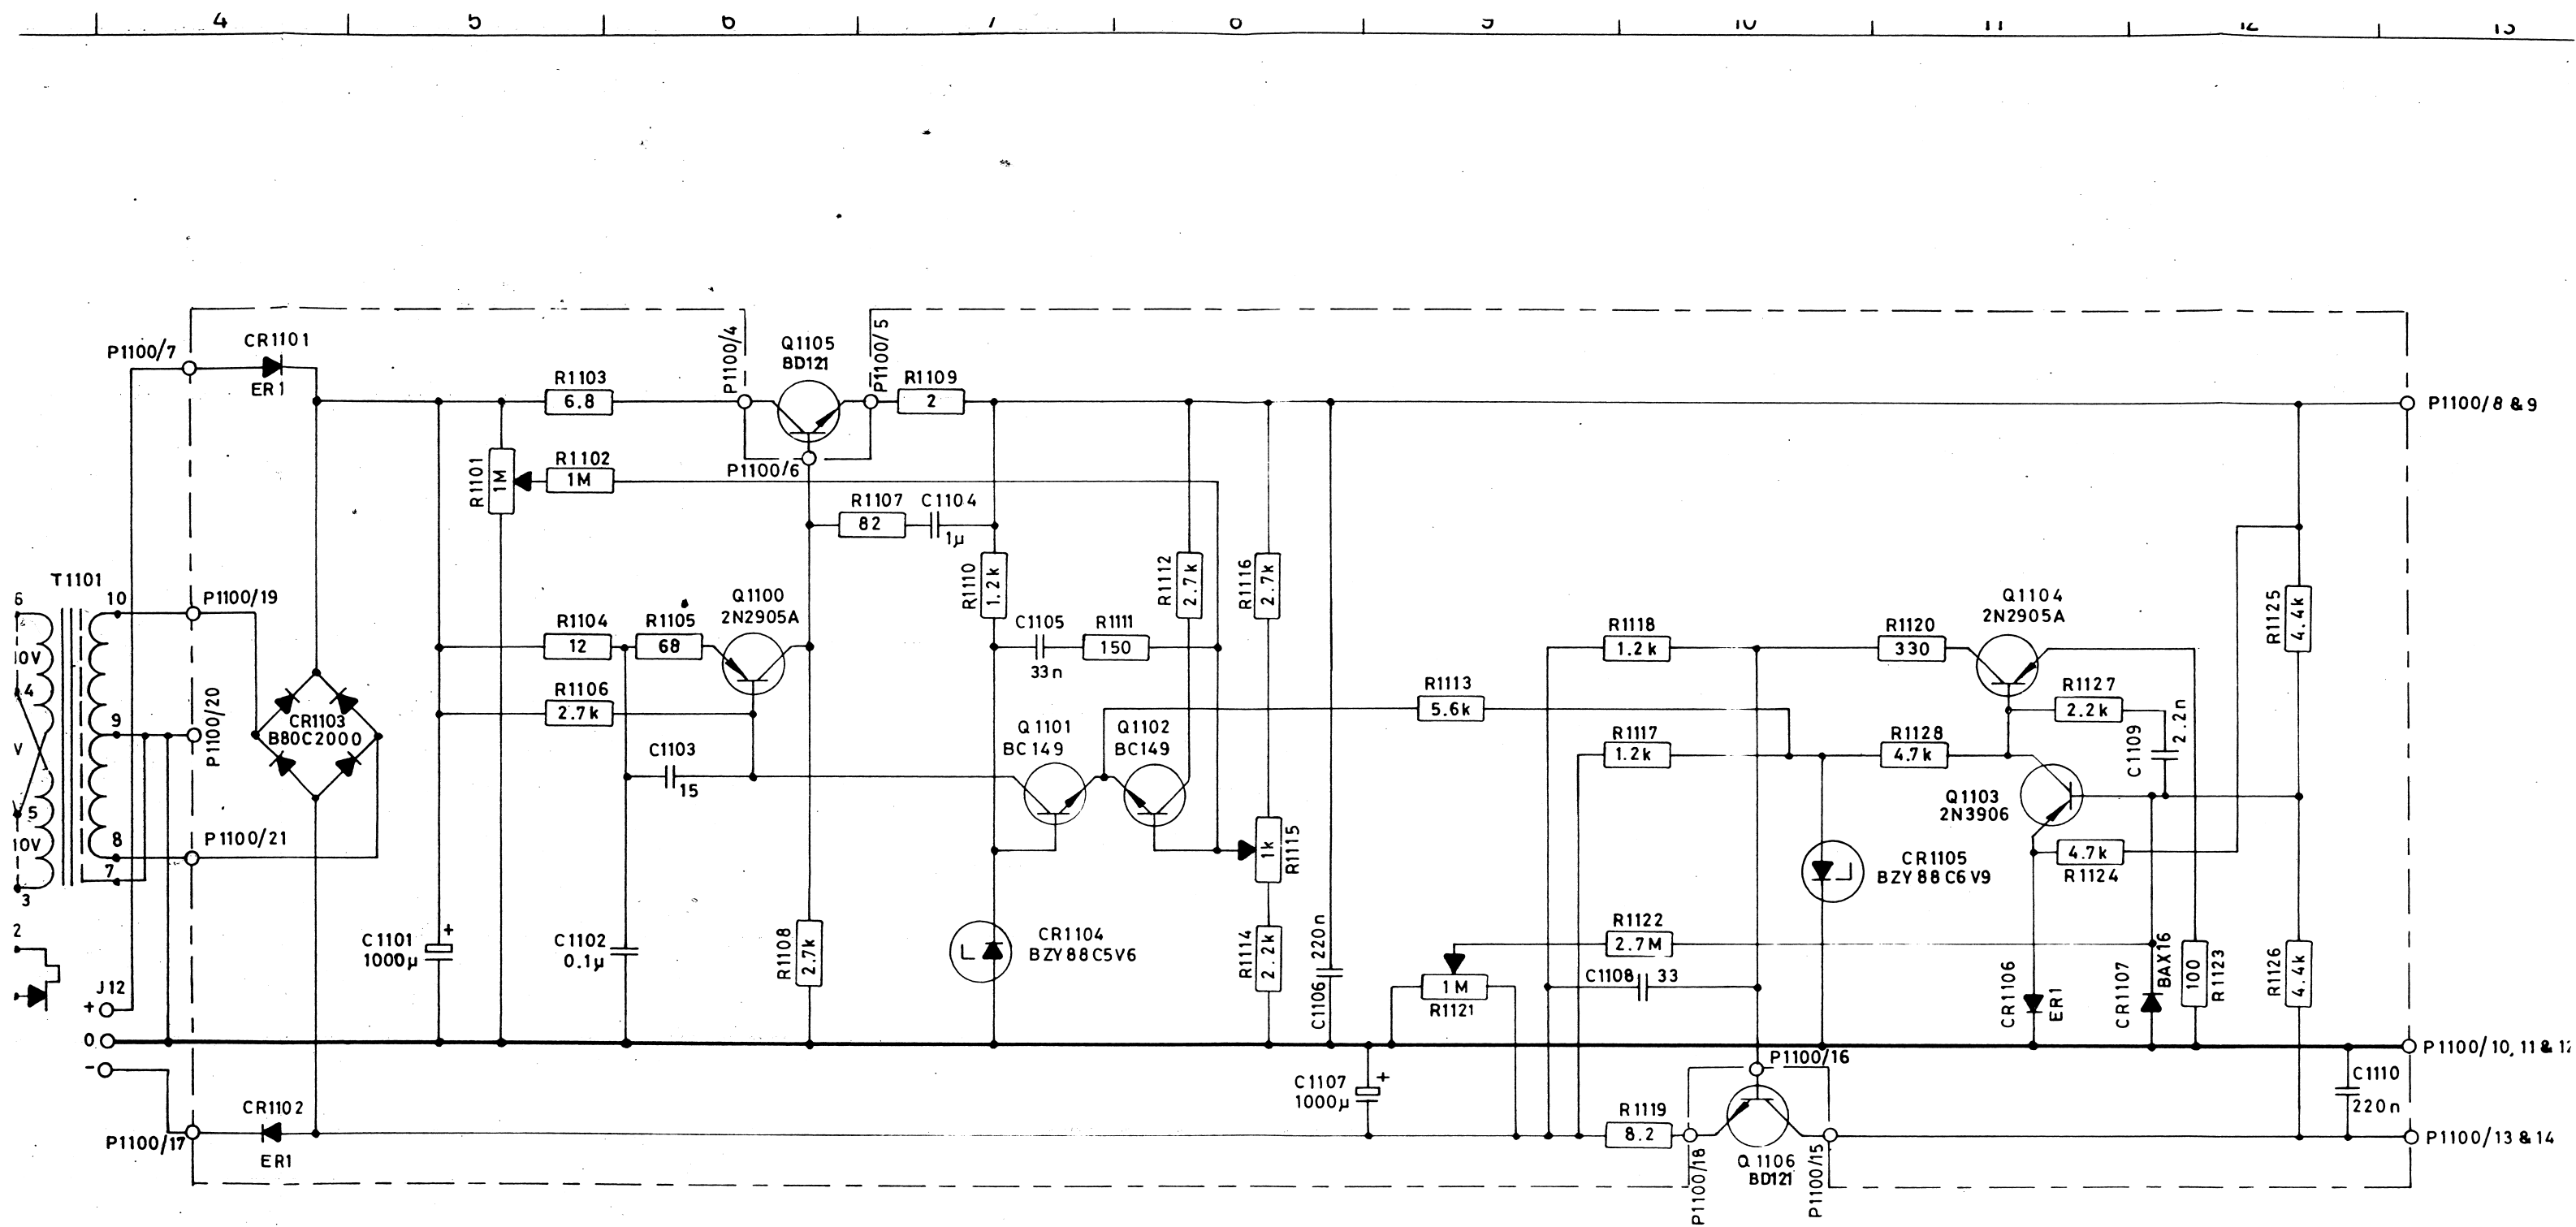 4 5 6 7 8 9 10 11 12 13
P1100/7
CR1101
ER1
R1103
6.8
P1100/4
Q1105
BD121
P1100/5
R1109
2
P1100/8 & 9
R1101
1M
R1102
1M
P1100/6
R1107
82
C1104
1µ
T1101
6
10
P1100/19
10V
4
9
P1100/20
V
5
10V
8
P1100/21
7
3
2
CR1103
B80C2000
R1104
12
R1105
68
Q1100
2N2905A
R1106
2.7k
C1103
15
R1110
1.2k
C1105
33n
R1111
150
R1112
2.7k
R1116
2.7k
Q1101
BC149
Q1102
BC149
R1113
5.6k
R1118
1.2k
R1117
1.2k
R1120
330
Q1104
2N2905A
R1127
2.2k
R1128
4.7k
C1109
2.2n
R1125
4.4k
Q1103
2N3906
4.7k
R1124
CR1105
BZY88C6V9
R1115
1k
C1101
+
1000µ
C1102
0.1µ
R1108
2.7k
CR1104
BZY88C5V6
R1114
2.2k
C1106
220n
R1122
2.7M
1M
R1121
C1108
33
CR1106
ER1
CR1107
BAX16
100
R1123
R1126
4.4k
J12
+
0
-
P1100/10, 11 & 12
P1100/16
C1107
+
1000µ
C1110
220n
CR1102
P1100/17
ER1
R1119
8.2
P1100/18
Q1106
BD121
P1100/15
P1100/13 & 14